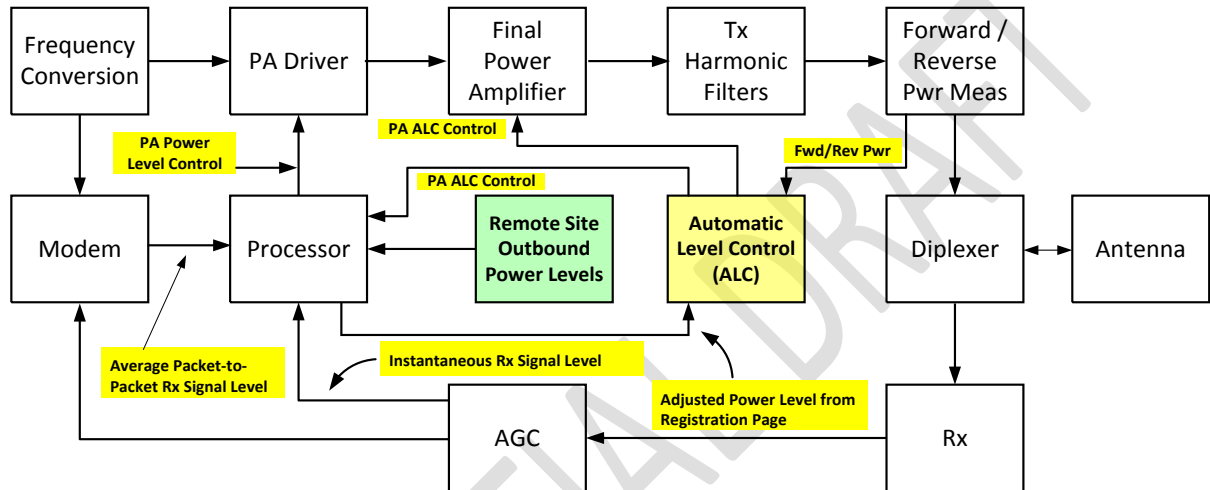 Frequency
Conversion
PA Driver
Final
Power
Amplifier
Tx
Harmonic
Filters
Forward /
Reverse
Pwr Meas
PA Power
Level Control
PA ALC Control
Fwd/Rev Pwr
PA ALC Control
Modem
Processor
Remote Site
Outbound
Power Levels
Automatic
Level Control
(ALC)
Diplexer
Antenna
Average Packet-to-
Packet Rx Signal Level
Instantaneous Rx Signal Level
Adjusted Power Level from
Registration Page
AGC
Rx
TIAL DRAFT